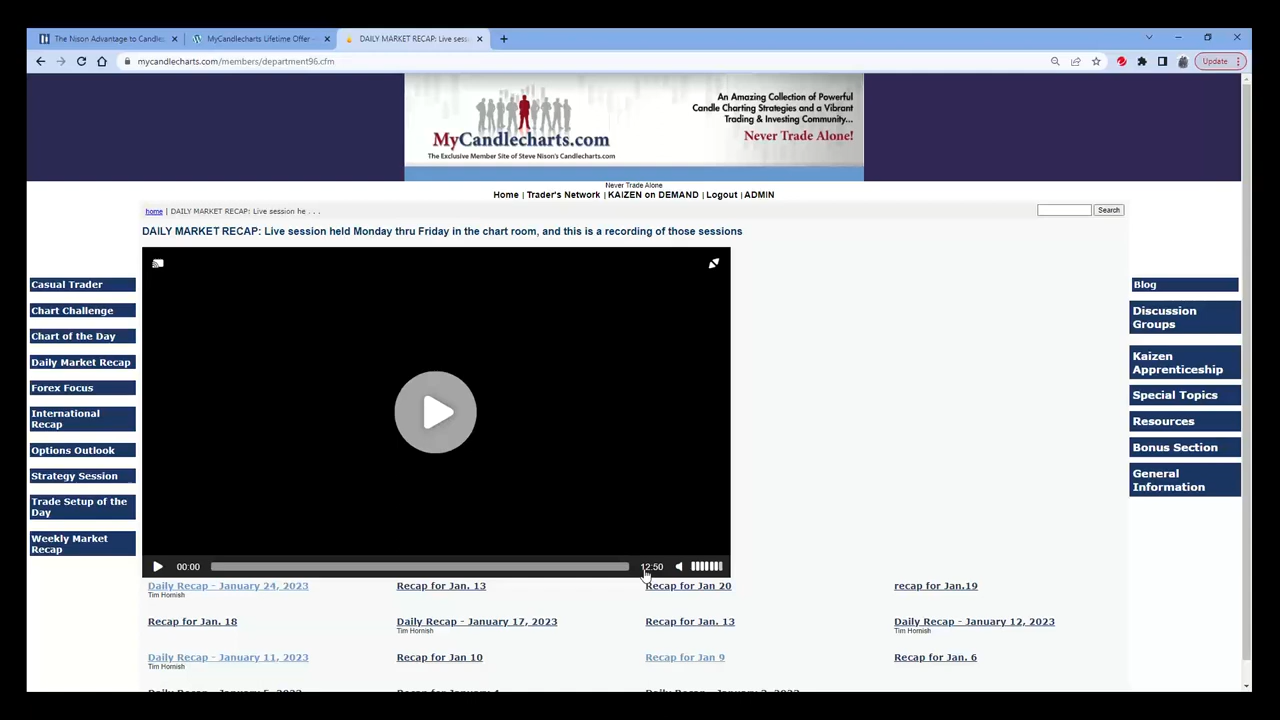 The Nison Advantage to Candle
MyCandlecharts Lifetime Offer -
DAILY MARKET RECAP: Live sess
mycandlecharts.com/members/department96.cfm
Update
MyCandlecharts.com
The Exclusive Member Site of Steve Nison's Candlecharts.com
An Amazing Collection of Powerful
Candle Charting Strategies and a Vibrant
Trading & Investing Community...
Never Trade Alone!
Never Trade Alone
Home | Trader's Network | KAIZEN on DEMAND | Logout | ADMIN
home | DAILY MARKET RECAP: Live session he . . .
Search
DAILY MARKET RECAP: Live session held Monday thru Friday in the chart room, and this is a recording of those sessions
Casual Trader
Chart Challenge
Chart of the Day
Daily Market Recap
Forex Focus
International
Recap
Options Outlook
Strategy Session
Trade Setup of the
Day
Weekly Market
Recap
Blog
Discussion
Groups
Kaizen
Apprenticeship
Special Topics
Resources
Bonus Section
General
Information
00:00
12:50
Daily Recap - January 24, 2023
Tim Hornish
Recap for Jan. 13
Recap for Jan 20
recap for Jan.19
Recap for Jan. 18
Daily Recap - January 17, 2023
Tim Hornish
Recap for Jan. 13
Daily Recap - January 12, 2023
Tim Hornish
Daily Recap - January 11, 2023
Tim Hornish
Recap for Jan 10
Recap for Jan 9
Recap for Jan. 6